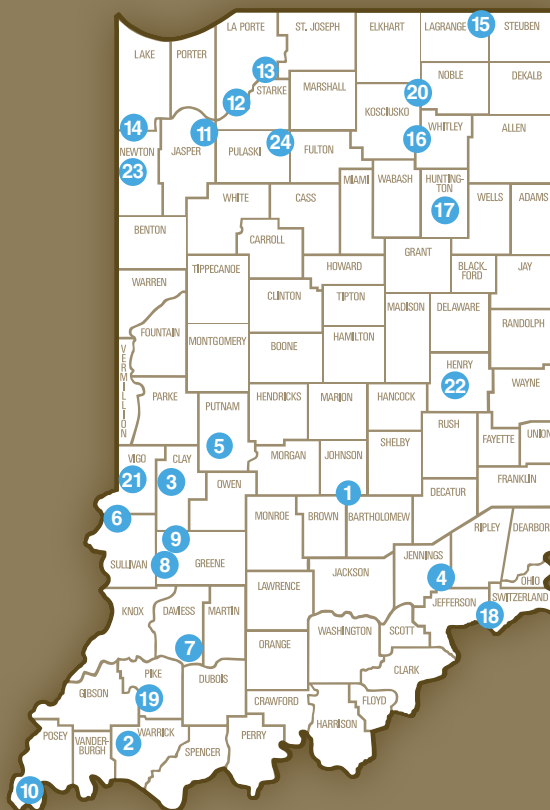 LA PORTE
ST. JOSEPH
ELKHART
LAGRANGE
15
STEUBEN
LAKE
PORTER
13
STARKE
MARSHALL
NOBLE
DEKALB
12
20
KOSCIUSKO
14
11
24
16
WHITLEY
ALLEN
NEWTON
23
JASPER
PULASKI
FULTON
MIAMI
WABASH
HUNTING-
TON
17
WELLS
ADAMS
WHITE
CASS
BENTON
CARROLL
GRANT
BLACK
FORD
JAY
TIPPECANOE
HOWARD
WARREN
CLINTON
TIPTON
MADISON
DELAWARE
RANDOLPH
FOUNTAIN
MONTGOMERY
BOONE
HAMILTON
VERMILLION
HENRY
22
WAYNE
PARKE
PUTNAM
HENDRICKS
MARION
HANCOCK
5
RUSH
FAYETTE
UNION
VIGO
21
CLAY
3
MORGAN
JOHNSON
SHELBY
OWEN
1
DECATUR
FRANKLIN
6
MONROE
BROWN
BARTHOLOMEW
9
RIPLEY
DEARBOR
SULLIVAN
8
GREENE
JENNINGS
4
JACKSON
OHIO
LAWRENCE
SWITZERLAND
JEFFERSON
18
KNOX
DAVIESS
MARTIN
WASHINGTON
SCOTT
7
ORANGE
CLARK
PIKE
19
DUBOIS
GIBSON
CRAWFORD
FLOYD
HARRISON
POSEY
VANDER-
BURGH
2
WARRICK
SPENCER
PERRY
10